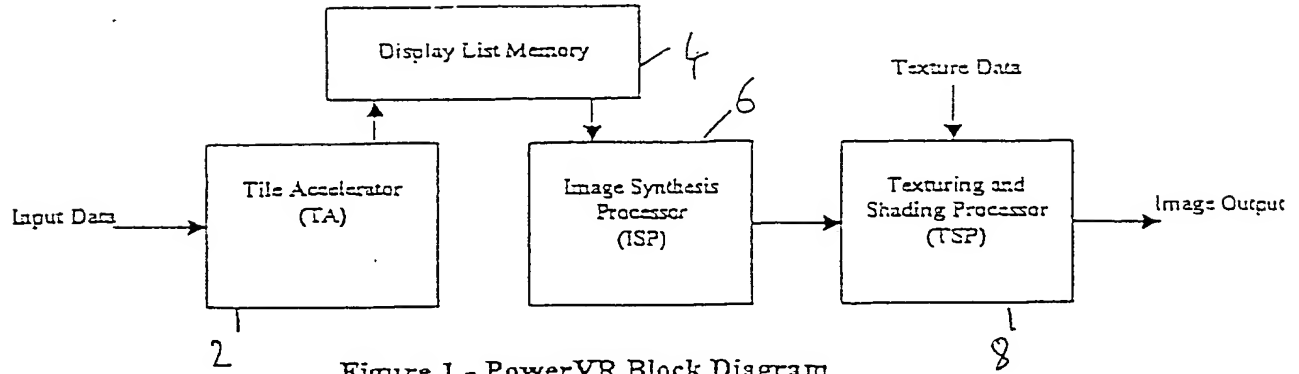 Display List Memory
4
Texture Data
6
Input Data
Tile Accelerator
(TA)
Image Synthesis
Processor
(ISP)
Texturing and
Shading Processor
(TSP)
Image Output
2
8
Figure 1 - PowerVR Block Diagram